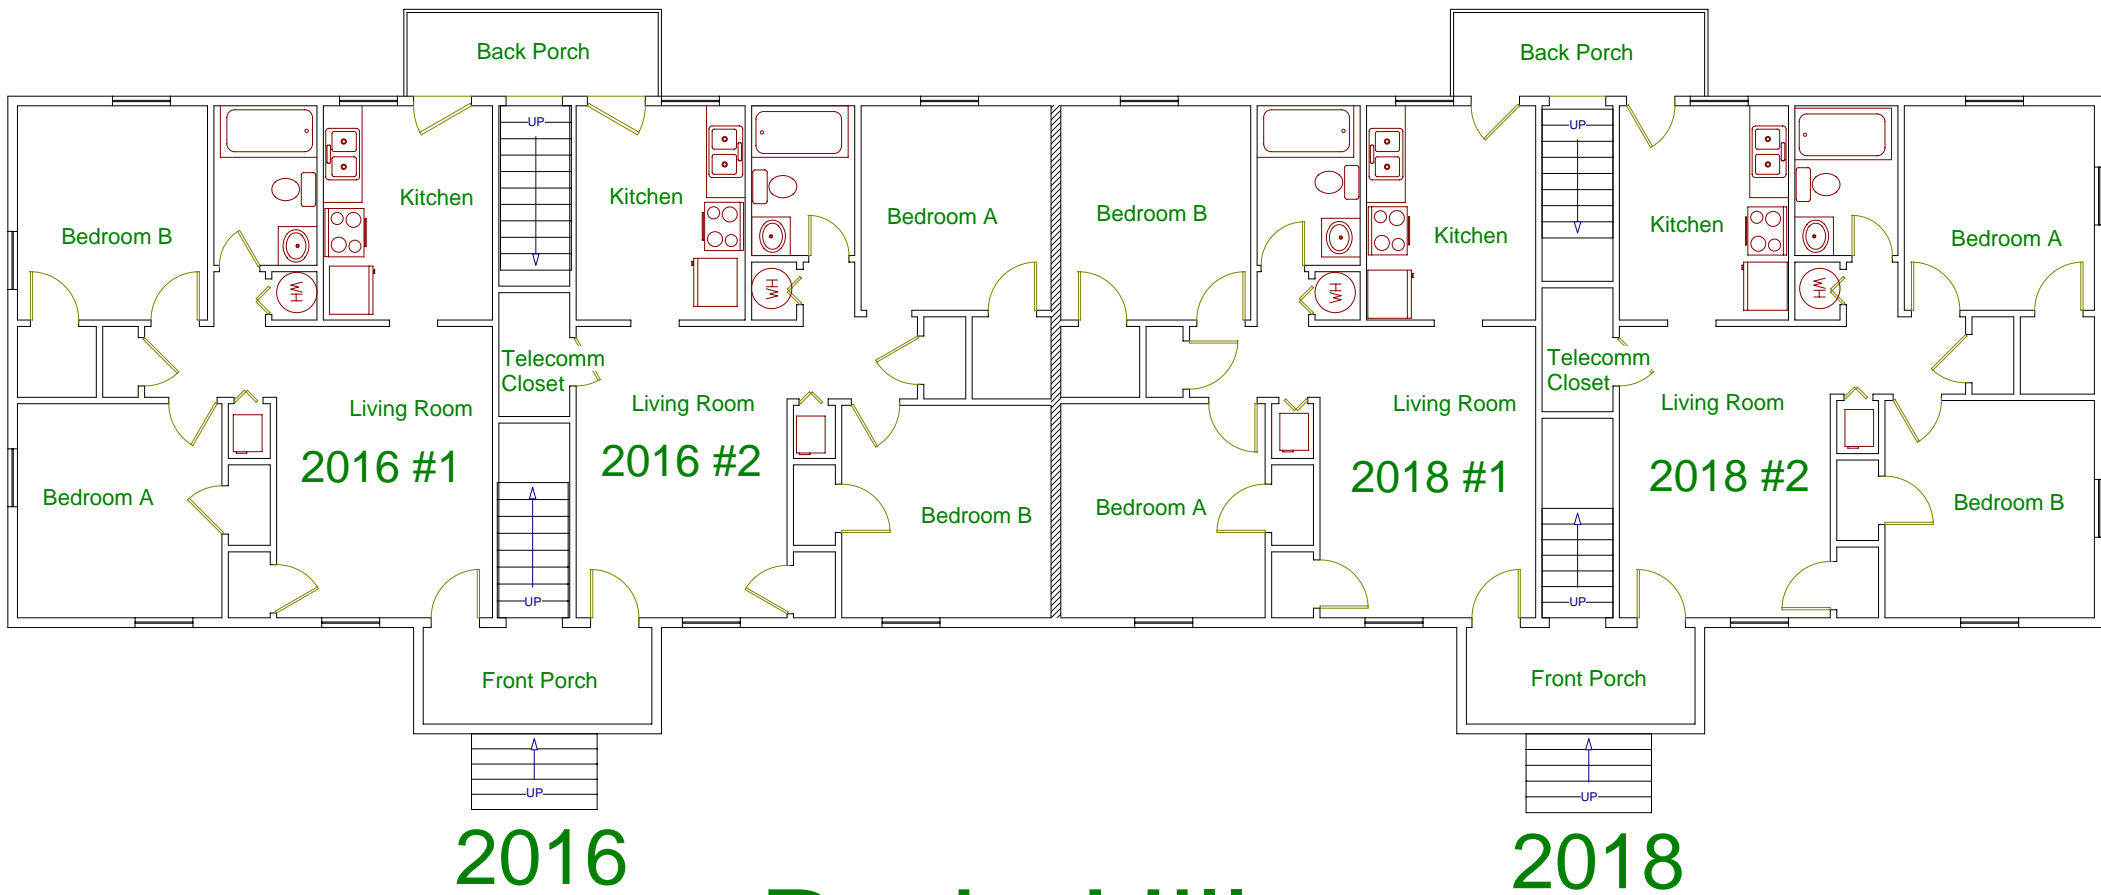 Back Porch
Back Porch
UP
UP
Kitchen
Kitchen
Bedroom B
Bedroom A
Bedroom B
Kitchen
Kitchen
Bedroom A
WH
WH
WH
WH
Telecomm
Closet
Telecomm
Closet
Living Room
Living Room
Living Room
Living Room
2016 #1
2016 #2
2018 #1
2018 #2
Bedroom A
Bedroom B
Bedroom A
Bedroom B
UP
UP
Front Porch
Front Porch
UP
UP
2016
2018